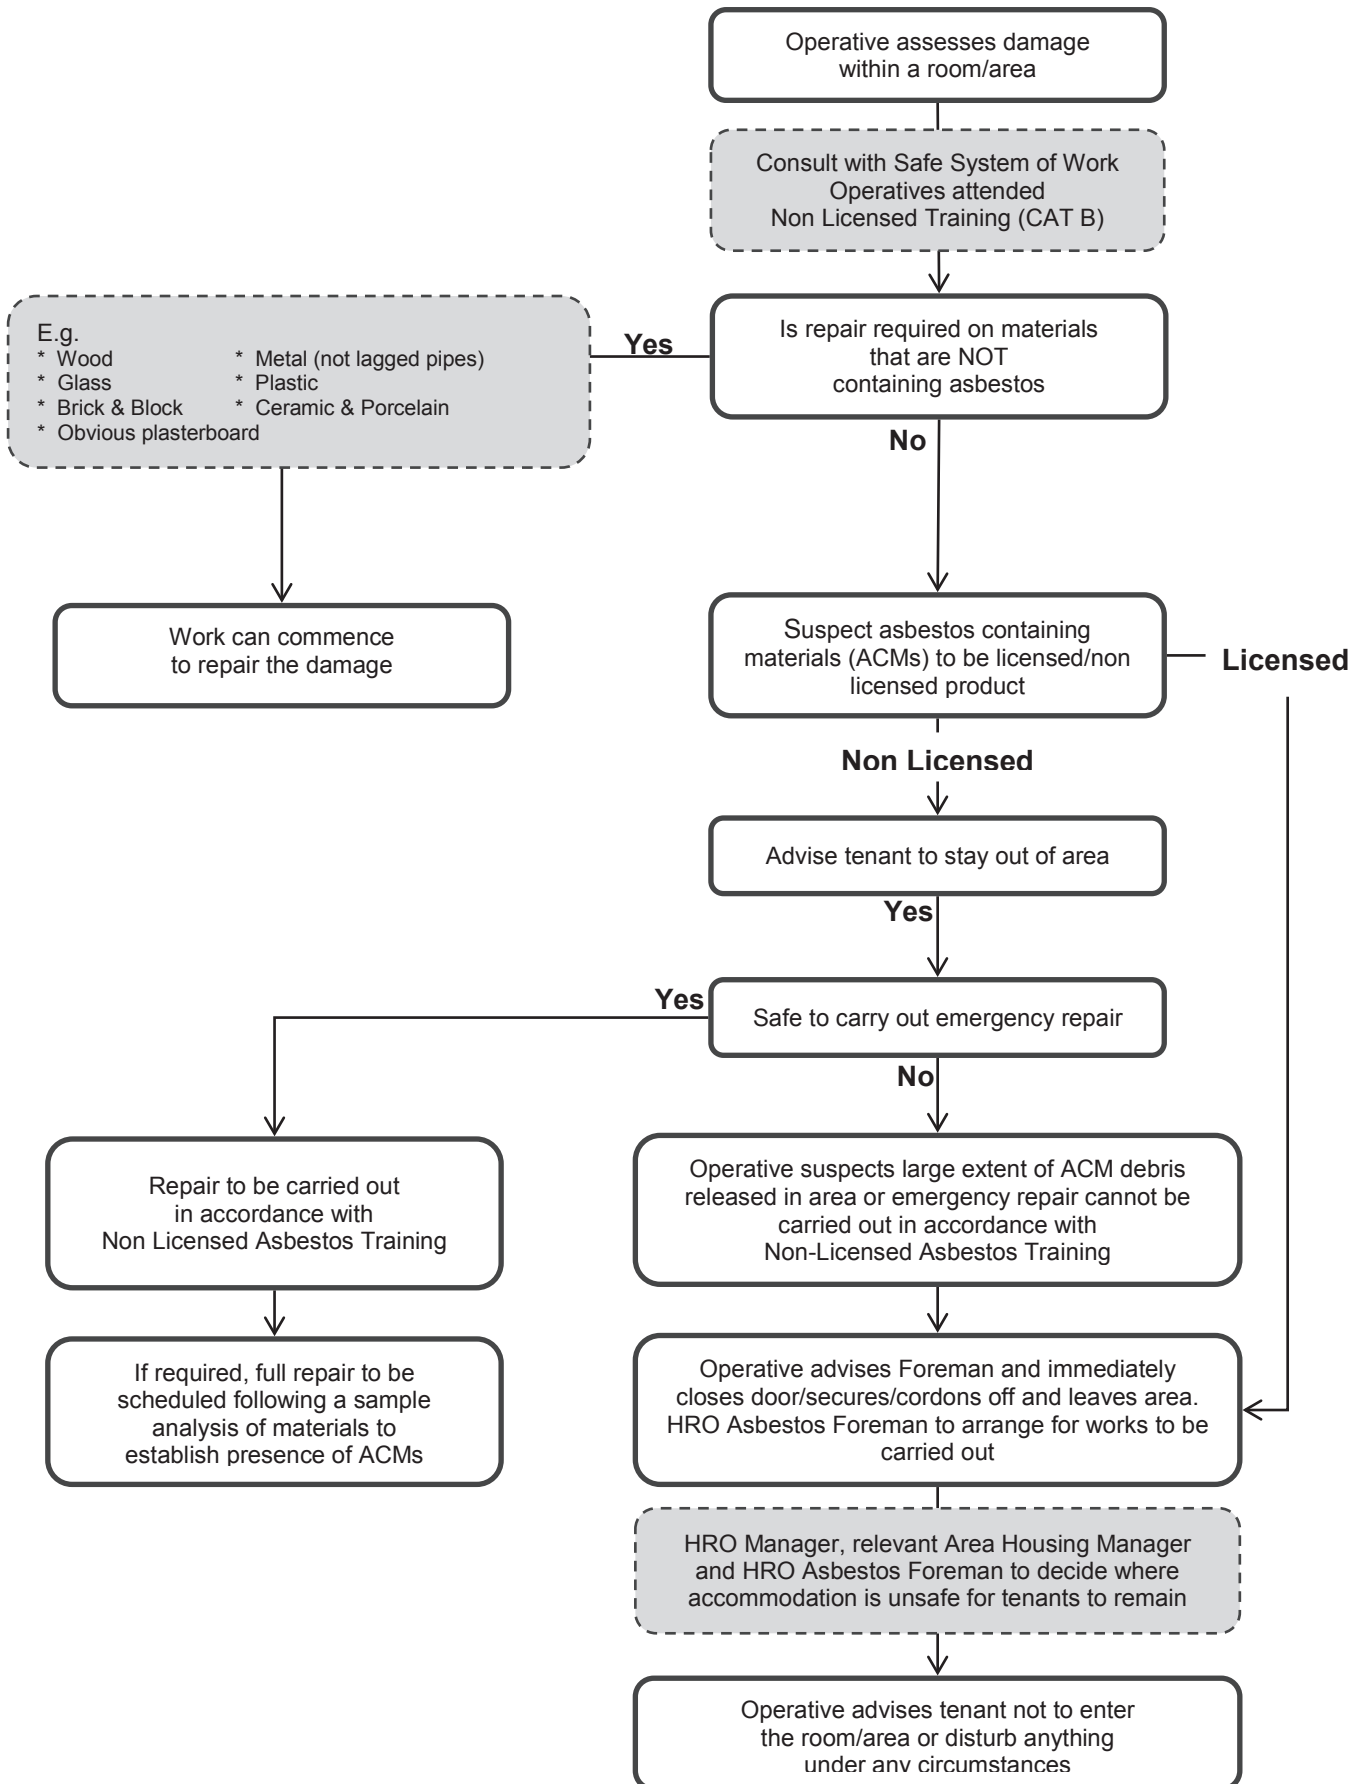 Operative assesses damage
within a room/area
Consult with Safe System of Work
Operatives attended
Non Licensed Training (CAT B)
Is repair required on materials
that are NOT
containing asbestos
Yes
E.g.
* Wood
* Metal (not lagged pipes)
* Glass
* Plastic
* Brick & Block
* Ceramic & Porcelain
* Obvious plasterboard
Work can commence
to repair the damage
No
Suspect asbestos containing
materials (ACMs) to be licensed/non
licensed product
Licensed
Non Licensed
Advise tenant to stay out of area
Yes
Safe to carry out emergency repair
Yes
Repair to be carried out
in accordance with
Non Licensed Asbestos Training
If required, full repair to be
scheduled following a sample
analysis of materials to
establish presence of ACMs
No
Operative suspects large extent of ACM debris
released in area or emergency repair cannot be
carried out in accordance with
Non-Licensed Asbestos Training
Operative advises Foreman and immediately
closes door/secures/cordons off and leaves area.
HRO Asbestos Foreman to arrange for works to be
carried out
HRO Manager, relevant Area Housing Manager
and HRO Asbestos Foreman to decide where
accommodation is unsafe for tenants to remain
Operative advises tenant not to enter
the room/area or disturb anything
under any circumstances